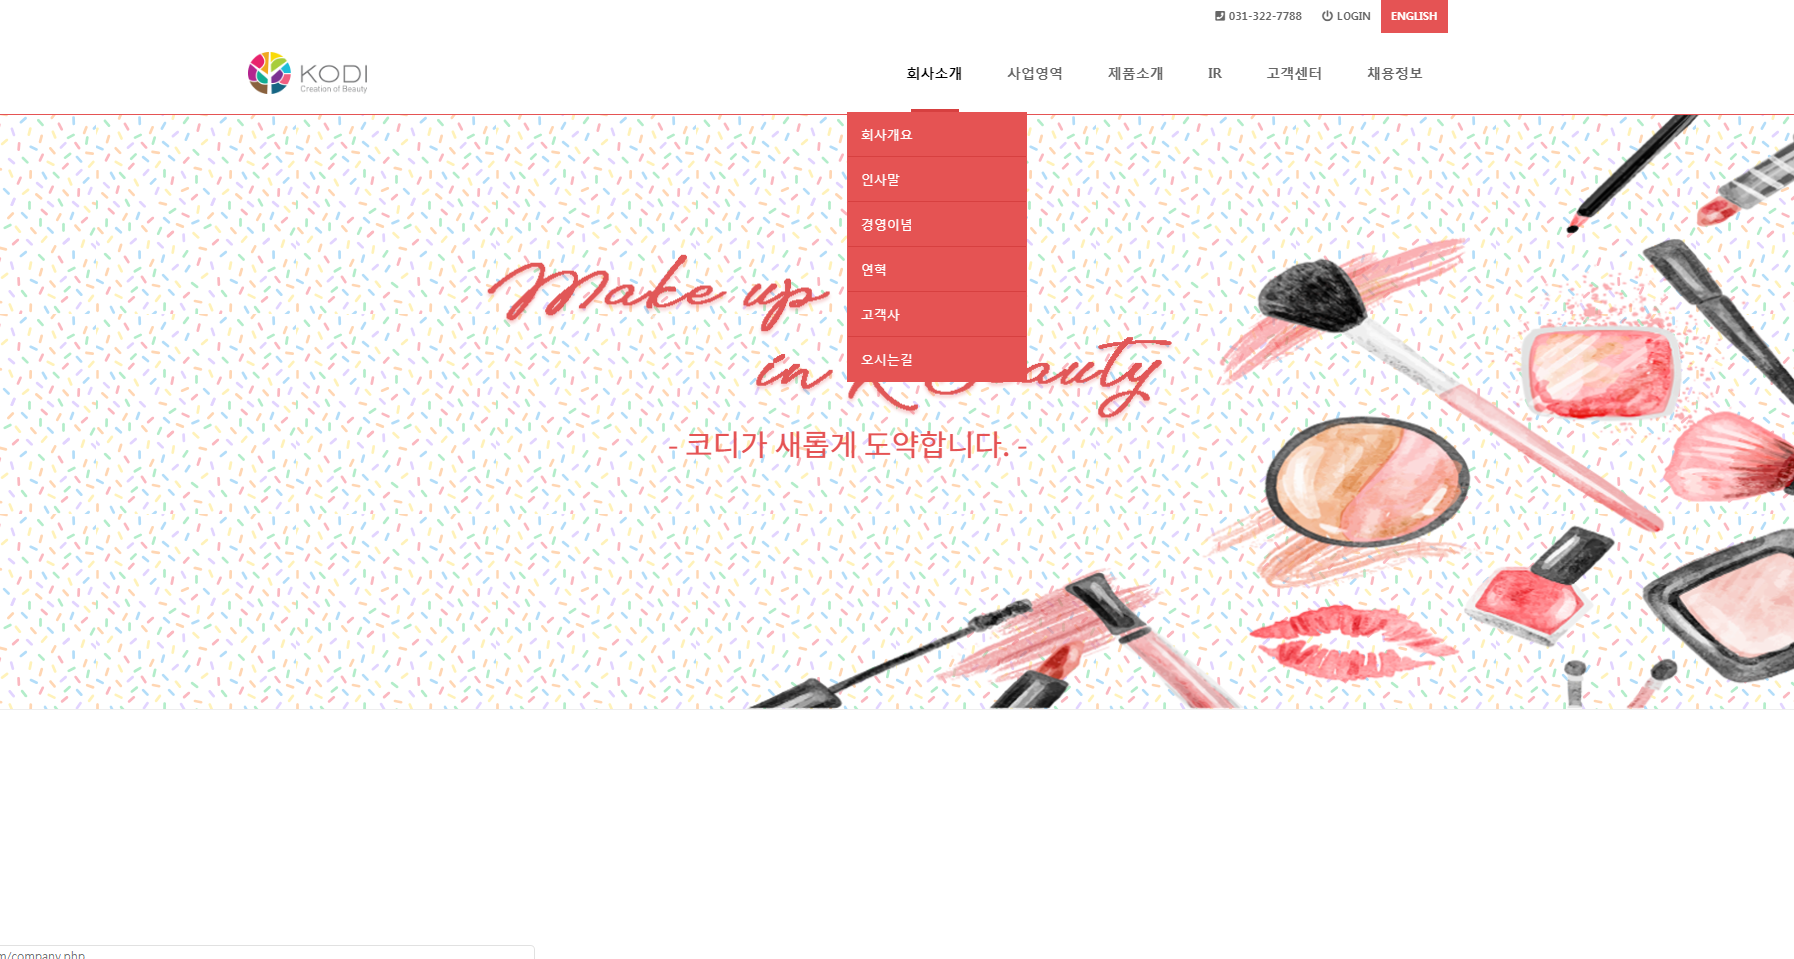 031-322-7788 LOGIN ENGLISH
KODI
Creation of Beauty
회사소개 사업영역 제품소개 IR 고객센터 채용정보
회사개요
인사말
경영이념
연혁
고객사
오시는길
Make up
in
- 코디가 새롭게 도약합니다. -
m/company.php